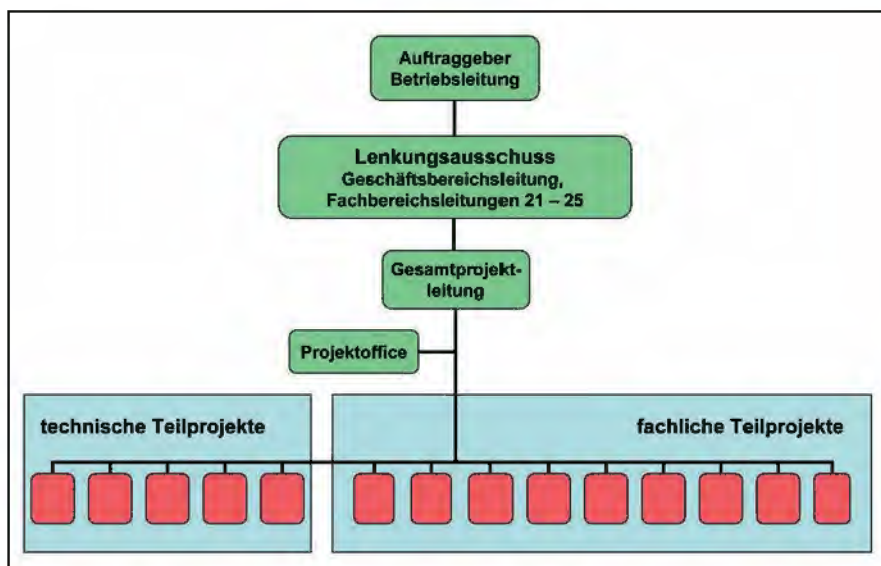 Auftraggeber
Betriebsleitung
Lenkungsausschuss
Geschäftsbereichsleitung,
Fachbereichsleitungen 21 – 25
Gesamtprojekt-
leitung
Projektoffice
technische Teilprojekte
fachliche Teilprojekte